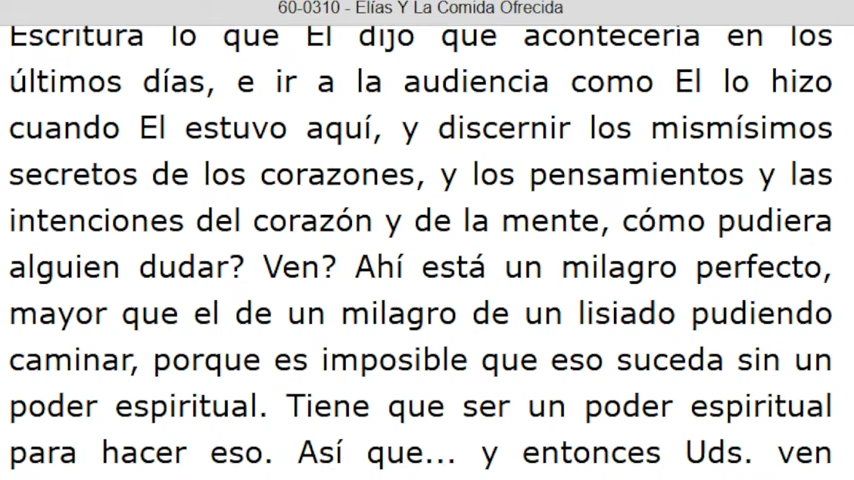 60-0310 - Elías Y La Comida Ofrecida
Escritura lo que El dijo que acontecería en los
últimos días, e ir a la audiencia como El lo hizo
cuando El estuvo aquí, y discernir los mismísimos
secretos de los corazones, y los pensamientos y las
intenciones del corazón y de la mente, cómo pudiera
alguien dudar? Ven? Ahí está un milagro perfecto,
mayor que el de un milagro de un lisiado pudiendo
caminar, porque es imposible que eso suceda sin un
poder espiritual. Tiene que ser un poder espiritual
para hacer eso. Así que... y entonces Uds. ven